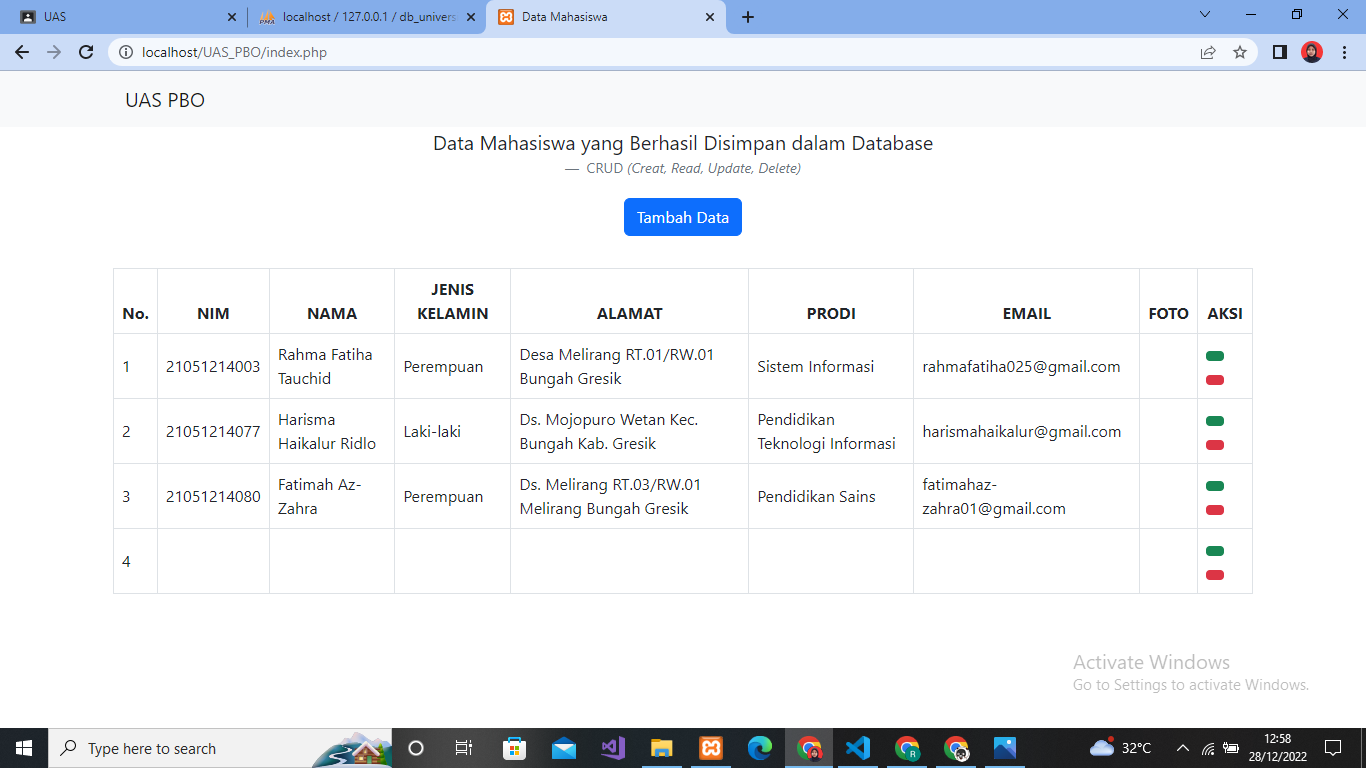 UAS
localhost / 127.0.0.1 / db_univers
Data Mahasiswa
localhost/UAS_PBO/index.php
UAS PBO
Data Mahasiswa yang Berhasil Disimpan dalam Database
— CRUD (Creat, Read, Update, Delete)
Tambah Data
No. NIM NAMA JENIS KELAMIN ALAMAT PRODI EMAIL FOTO AKSI
1 21051214003 Rahma Fatiha Tauchid Perempuan Desa Melirang RT.01/RW.01 Bungah Gresik Sistem Informasi rahmafatiha025@gmail.com
2 21051214077 Harisma Haikalur Ridlo Laki-laki Ds. Mojopuro Wetan Kec. Bungah Kab. Gresik Pendidikan Teknologi Informasi harismahaikalur@gmail.com
3 21051214080 Fatimah Az-Zahra Perempuan Ds. Melirang RT.03/RW.01 Melirang Bungah Gresik Pendidikan Sains fatimahaz-zahra01@gmail.com
4
Activate Windows
Go to Settings to activate Windows.
Type here to search
32°C
12:58
28/12/2022